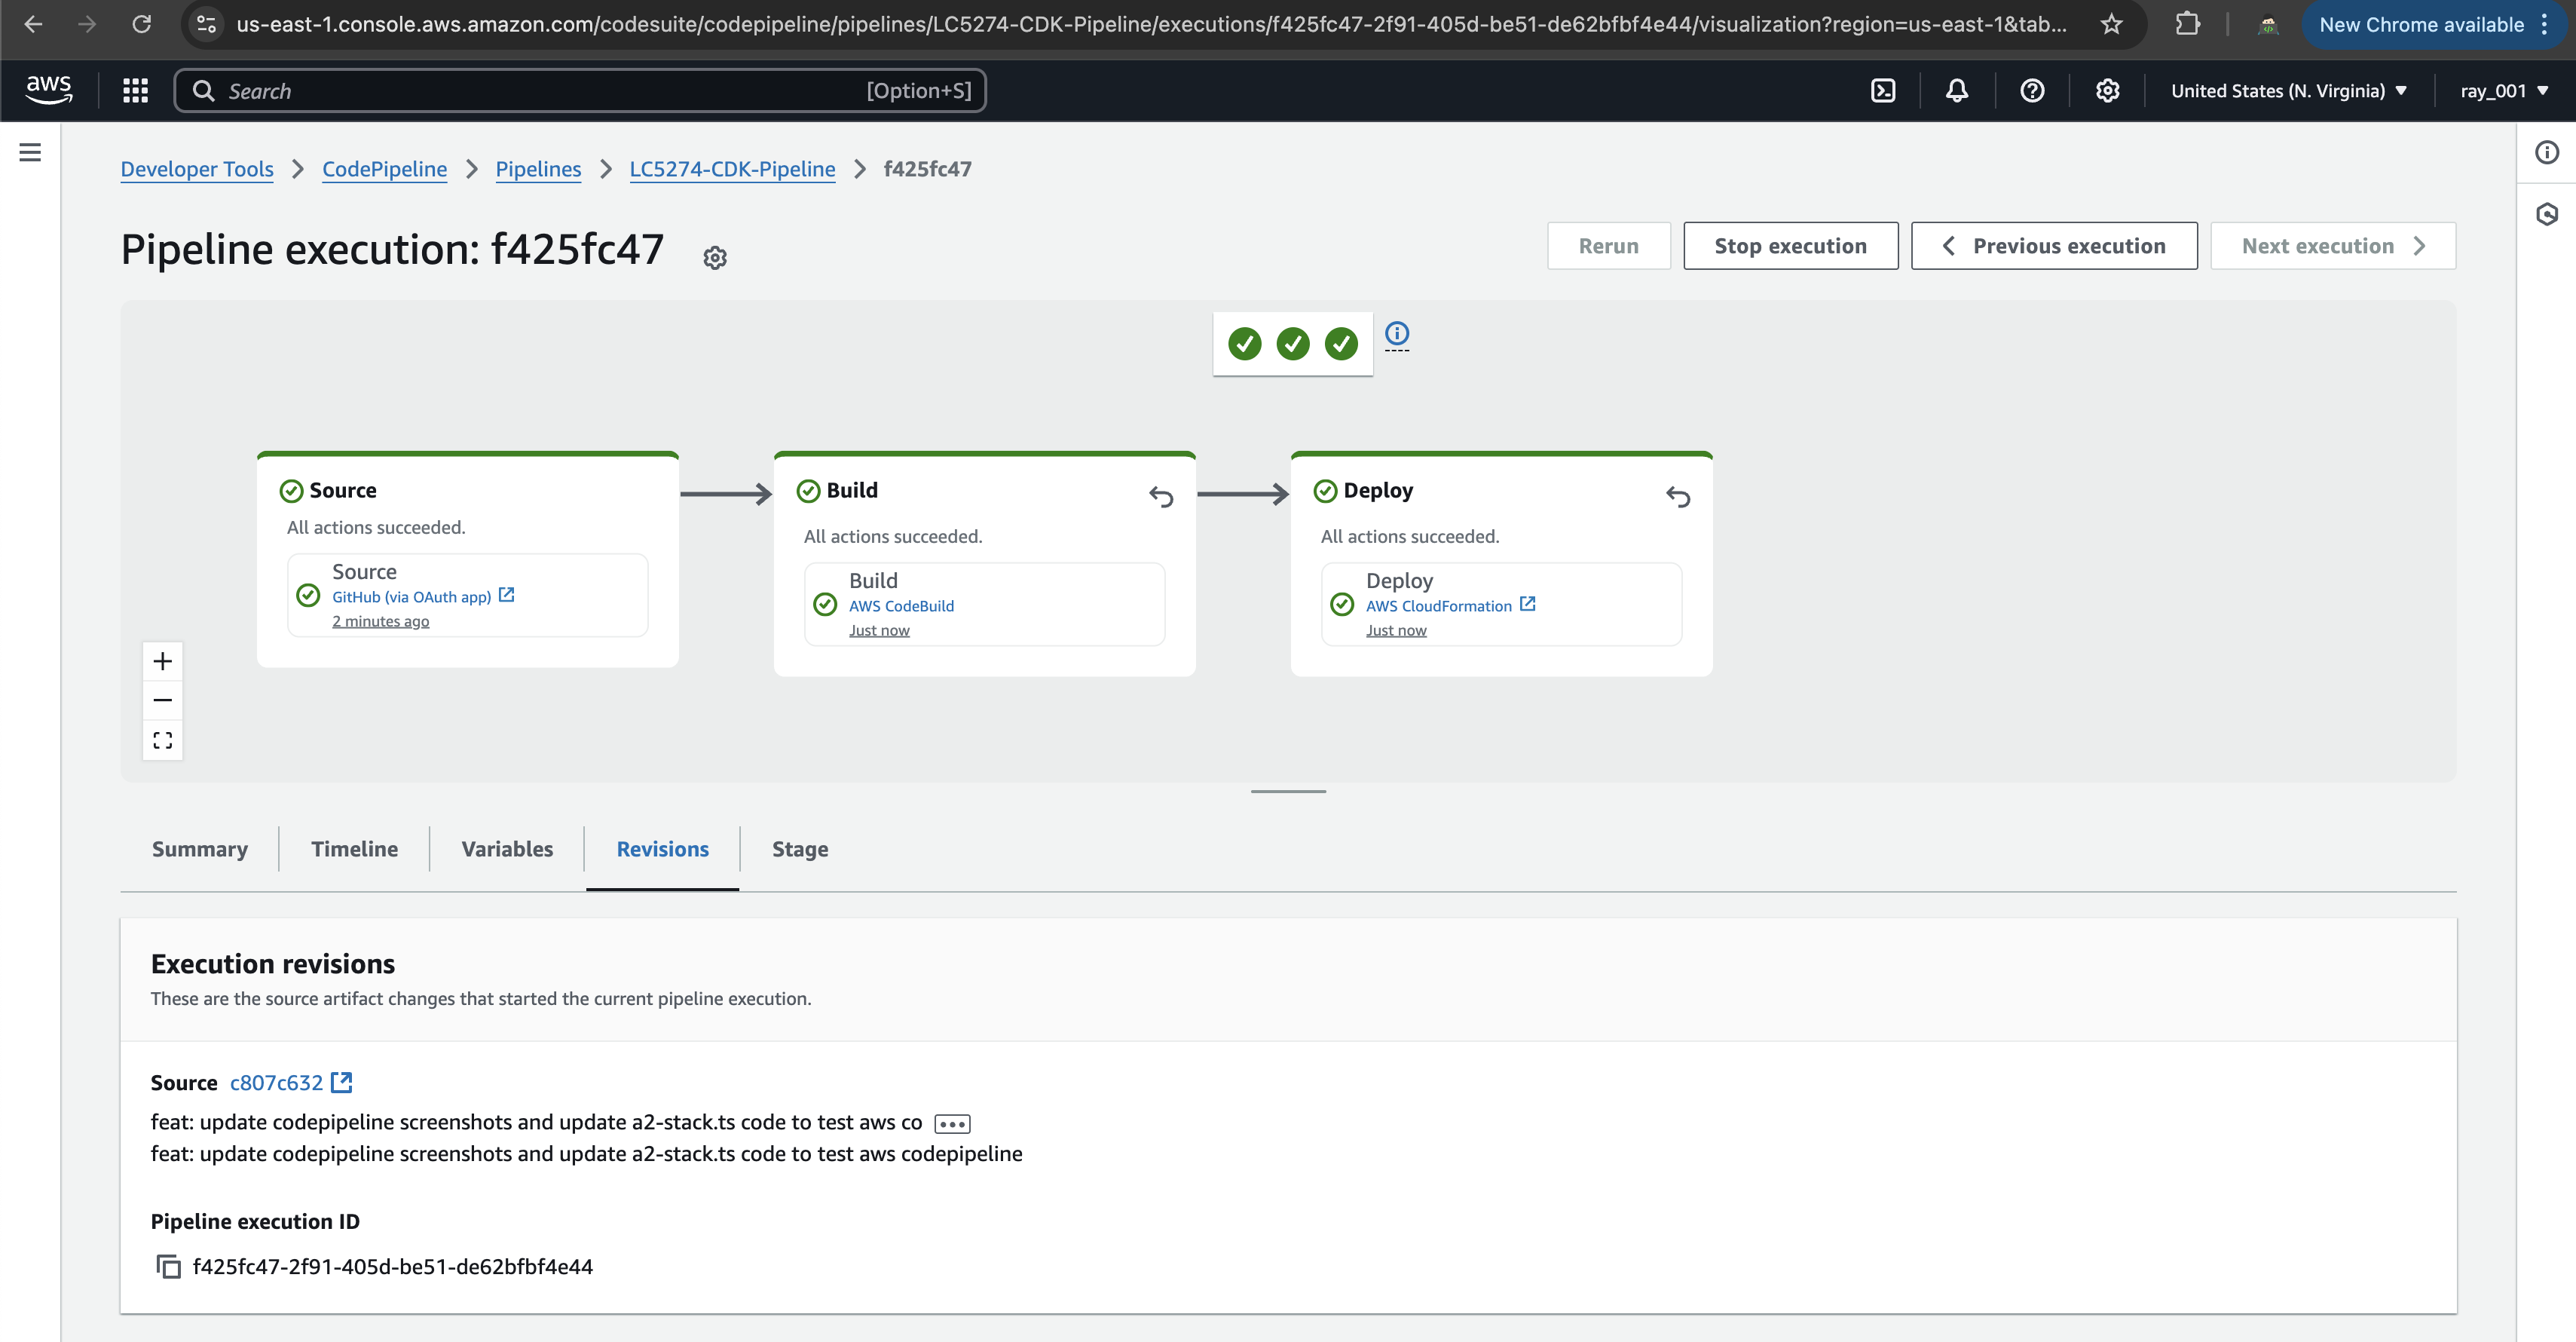 us-east-1.console.aws.amazon.com/codesuite/codepipeline/pipelines/LC5274-CDK-Pipeline/executions/f425fc47-2f91-405d-be51-de62bfbf4e44/visualization?region=us-east-1&tab...
New Chrome available
aws
Search
[Option+S]
United States (N. Virginia)
ray_001
Developer Tools
CodePipeline
Pipelines
LC5274-CDK-Pipeline
f425fc47
Pipeline execution: f425fc47
Rerun
Stop execution
Previous execution
Next execution
Source
All actions succeeded.
Source
GitHub (via OAuth app)
2 minutes ago
Build
All actions succeeded.
Build
AWS CodeBuild
Just now
Deploy
All actions succeeded.
Deploy
AWS CloudFormation
Just now
Summary
Timeline
Variables
Revisions
Stage
Execution revisions
These are the source artifact changes that started the current pipeline execution.
Source c807c632
feat: update codepipeline screenshots and update a2-stack.ts code to test aws co ...
feat: update codepipeline screenshots and update a2-stack.ts code to test aws codepipeline
Pipeline execution ID
f425fc47-2f91-405d-be51-de62bfbf4e44